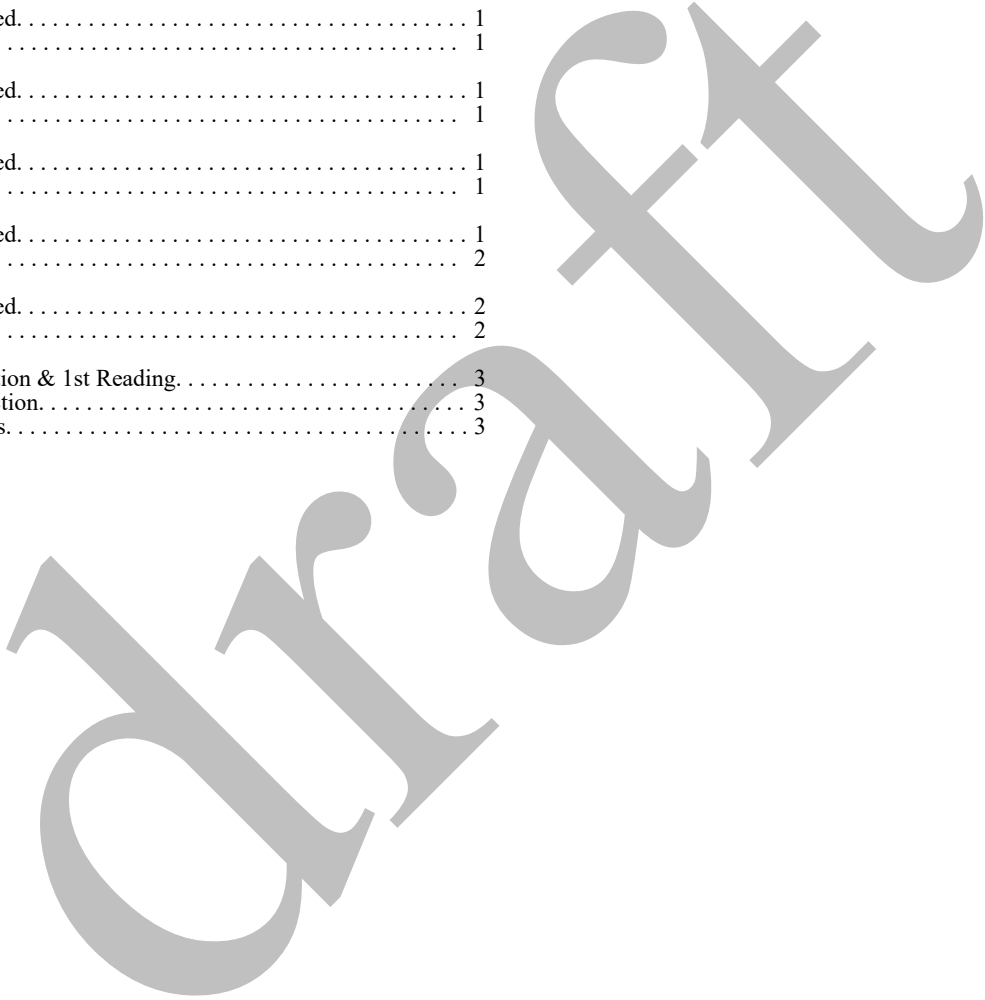 ed. . . . . . . . . . . . . . . . . . . . . . . . . . . . . . . . . . . . . . . . 1
. . . . . . . . . . . . . . . . . . . . . . . . . . . . . . . . . . . . . . . . 1
ed. . . . . . . . . . . . . . . . . . . . . . . . . . . . . . . . . . . . . . . . 1
. . . . . . . . . . . . . . . . . . . . . . . . . . . . . . . . . . . . . . . . 1
ed. . . . . . . . . . . . . . . . . . . . . . . . . . . . . . . . . . . . . . . . 1
. . . . . . . . . . . . . . . . . . . . . . . . . . . . . . . . . . . . . . . . 1
ed. . . . . . . . . . . . . . . . . . . . . . . . . . . . . . . . . . . . . . . . 1
. . . . . . . . . . . . . . . . . . . . . . . . . . . . . . . . . . . . . . . . 2
ed. . . . . . . . . . . . . . . . . . . . . . . . . . . . . . . . . . . . . . . . 2
. . . . . . . . . . . . . . . . . . . . . . . . . . . . . . . . . . . . . . . . 2
tion & 1st Reading. . . . . . . . . . . . . . . . . . . . . . . . . 3
ction. . . . . . . . . . . . . . . . . . . . . . . . . . . . . . . . . . . . . . 3
s. . . . . . . . . . . . . . . . . . . . . . . . . . . . . . . . . . . . . . . . . 3
draft